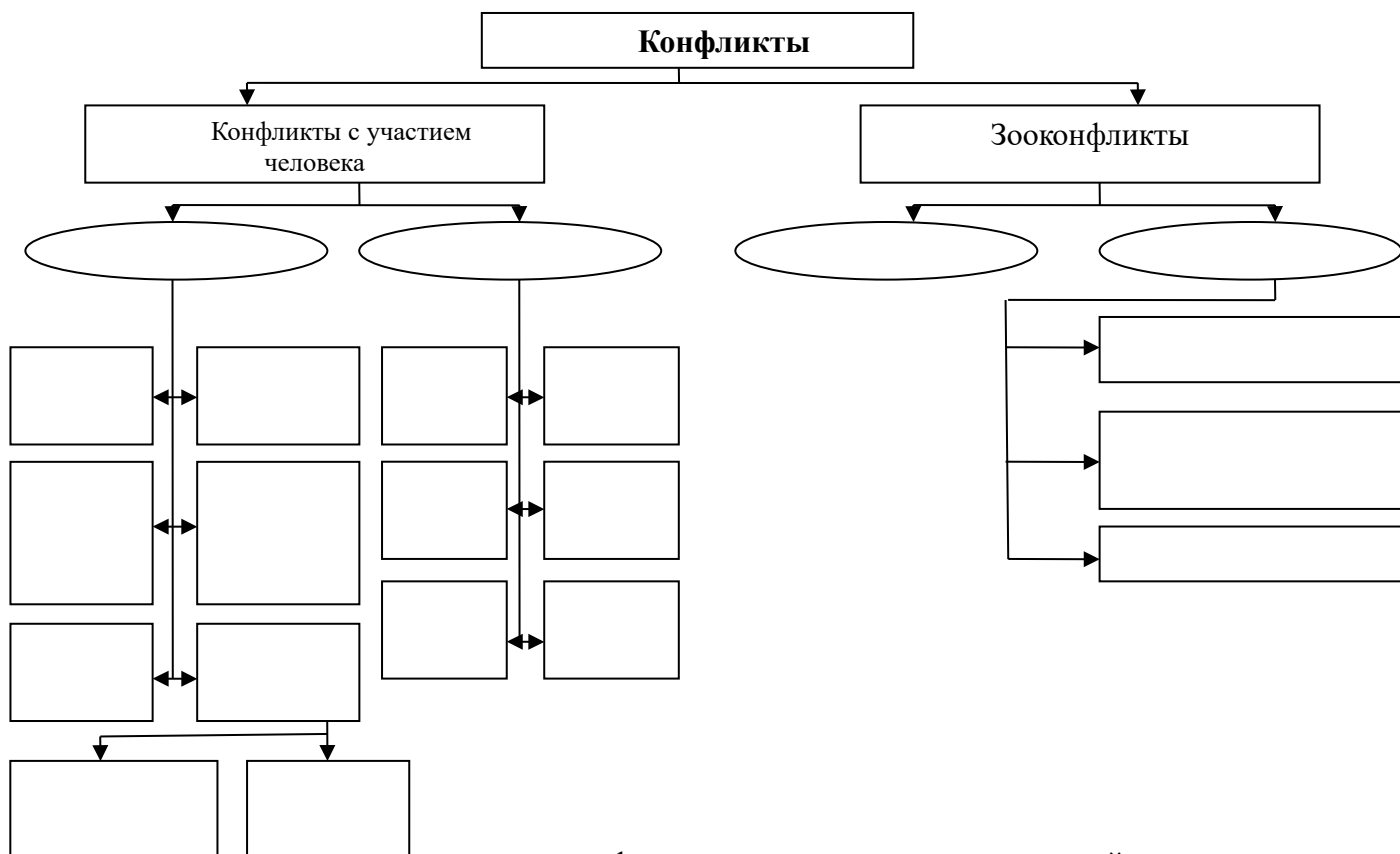 Конфликты
Конфликты с участием
человека
Зооконфликты